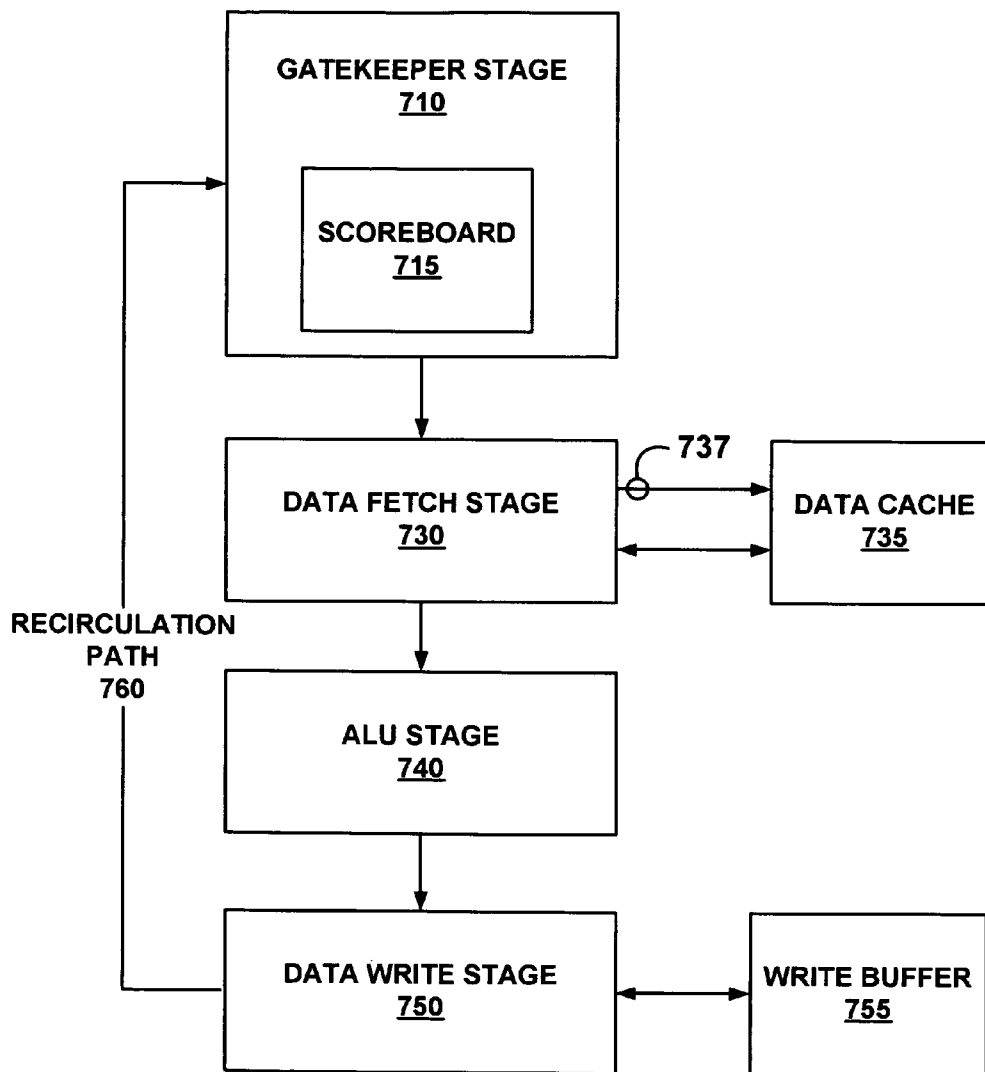 GATEKEEPER STAGE
710
SCOREBOARD
715
737
DATA FETCH STAGE
730
DATA CACHE
735
RECIRCULATION
PATH
760
ALU STAGE
740
DATA WRITE STAGE
750
WRITE BUFFER
755